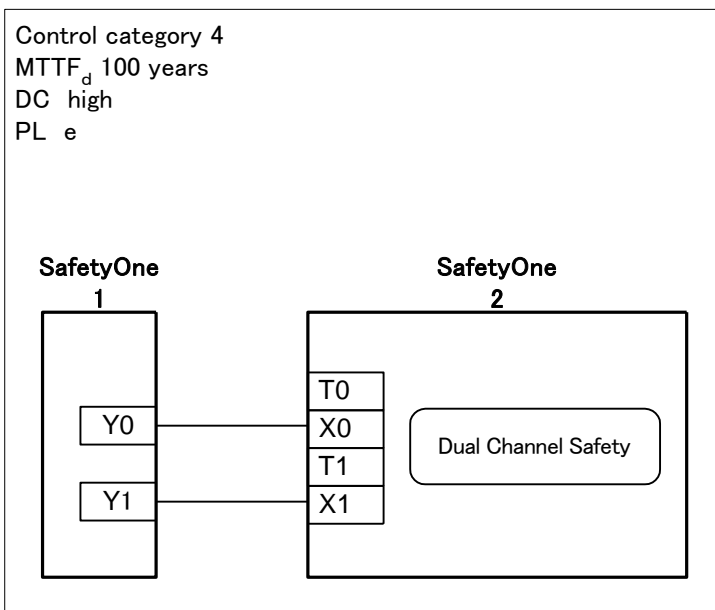 Control category 4
MTTFd 100 years
DC high
PL e
SafetyOne
1
SafetyOne
2
Y0
Y1
T0
X0
T1
X1
Dual Channel Safety